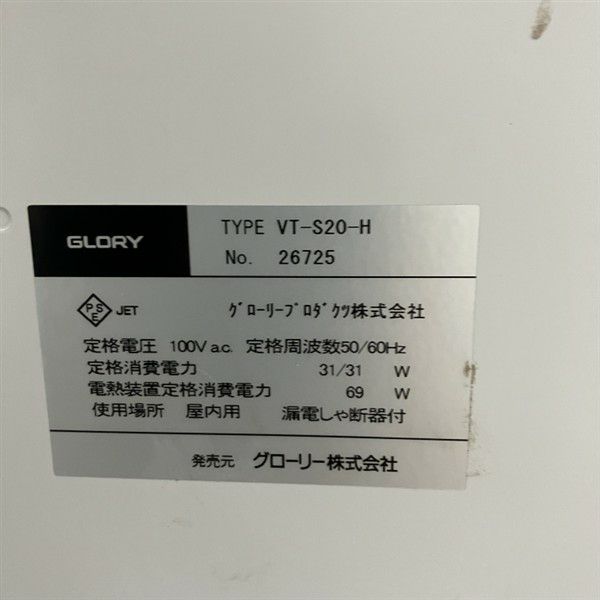 GLORY
TYPE VT-S20-H
No. 26725
PSE JET
ｸﾞﾛｰﾘｰﾌﾟﾛﾀﾞｸﾂ株式会社
定格電圧 100V a.c. 定格周波数50/60Hz
定格消費電力 31/31 W
電熱装置定格消費電力 69 W
使用場所 屋内用 漏電しゃ断器付
発売元 グローリー株式会社